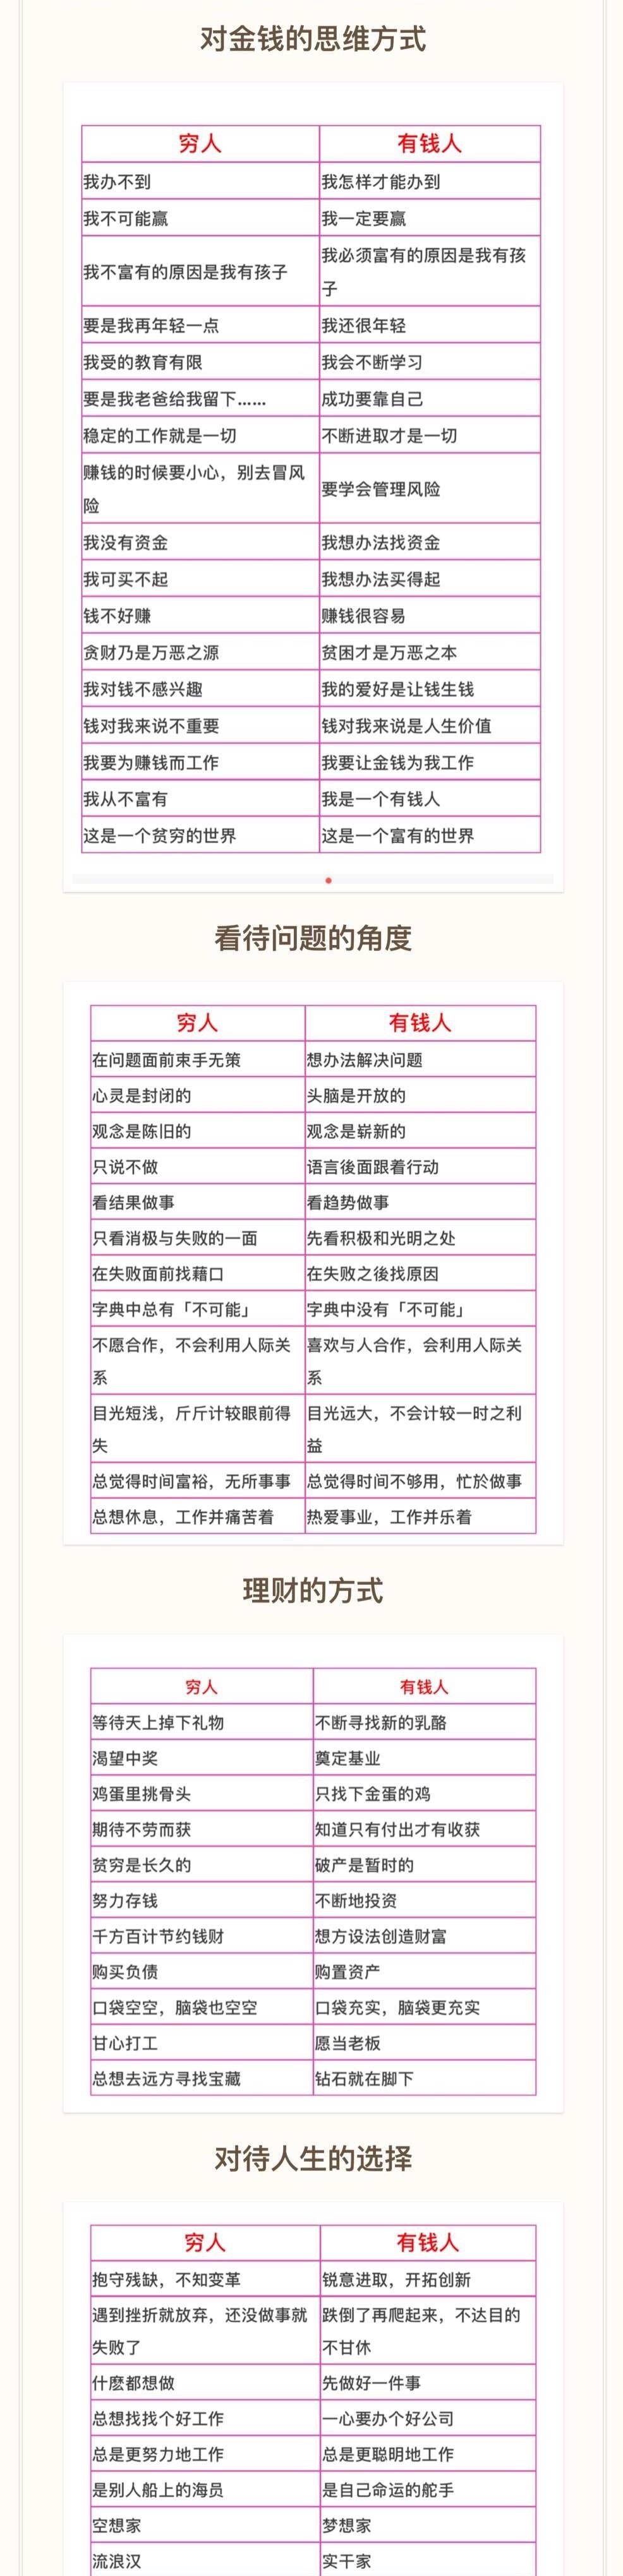 对金钱的思维方式
穷人 有钱人
我办不到 我怎样才能办到
我不可能赢 我一定要赢
我不富有的原因是我有孩子 我必须富有的原因是我有孩
子
要是我再年轻一点 我还很年轻
我受的教育有限 我会不断学习
要是我老爸给我留下…… 成功要靠自己
稳定的工作就是一切 不断进取才是一切
赚钱的时候要小心，别去冒风
险
要学会管理风险
我没有资金 我想办法找资金
我可买不起 我想办法买得起
钱不好赚 赚钱很容易
贪财乃是万恶之源 贫困才是万恶之本
我对钱不感兴趣 我的爱好是让钱生钱
钱对我来说不重要 钱对我来说是人生价值
我要为赚钱而工作 我要让金钱为我工作
我从不富有 我是一个有钱人
这是一个贫穷的世界 这是一个富有的世界
看待问题的角度
穷人 有钱人
在问题面前束手无策 想办法解决问题
心灵是封闭的 头脑是开放的
观念是陈旧的 观念是崭新的
只说不做 语言後面跟着行动
看结果做事 看趋势做事
只看消极与失败的一面 先看积极和光明之处
在失败面前找藉口 在失败之後找原因
字典中总有「不可能」 字典中没有「不可能」
不愿合作，不会利用人际关
系
喜欢与人合作，会利用人际关
系
目光短浅，斤斤计较眼前得
失
目光远大，不会计较一时之利
益
总觉得时间富裕，无所事事 总觉得时间不够用，忙於做事
总想休息，工作并痛苦着 热爱事业，工作并乐着
理财的方式
穷人 有钱人
等待天上掉下礼物 不断寻找新的乳酪
渴望中奖 奠定基业
鸡蛋里挑骨头 只找下金蛋的鸡
期待不劳而获 知道只有付出才有收获
贫穷是长久的 破产是暂时的
努力存钱 不断地投资
千方百计节约钱财 想方设法创造财富
购买负债 购置资产
口袋空空，脑袋也空空 口袋充实，脑袋更充实
甘心打工 愿当老板
总想去远方寻找宝藏 钻石就在脚下
对待人生的选择
穷人 有钱人
抱守残缺，不知变革 锐意进取，开拓创新
遇到挫折就放弃，还没做事就
失败了
跌倒了再爬起来，不达目的
不甘休
什麽都想做 先做好一件事
总想找找个好工作 一心要办个好公司
总是更努力地工作 总是更聪明地工作
是别人船上的海员 是自己命运的舵手
空想家 梦想家
流浪汉 实干家